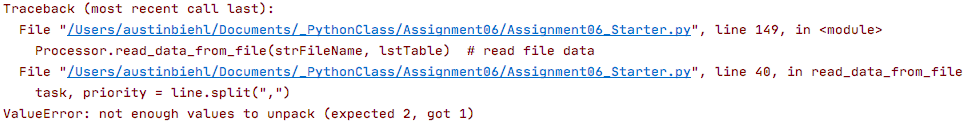 Traceback (most recent call last):
  File "/Users/austinbiehl/Documents/_PythonClass/Assignment06/Assignment06_Starter.py", line 149, in <module>
    Processor.read_data_from_file(strFileName, lstTable)  # read file data
  File "/Users/austinbiehl/Documents/_PythonClass/Assignment06/Assignment06_Starter.py", line 40, in read_data_from_file
    task, priority = line.split(",")
ValueError: not enough values to unpack (expected 2, got 1)